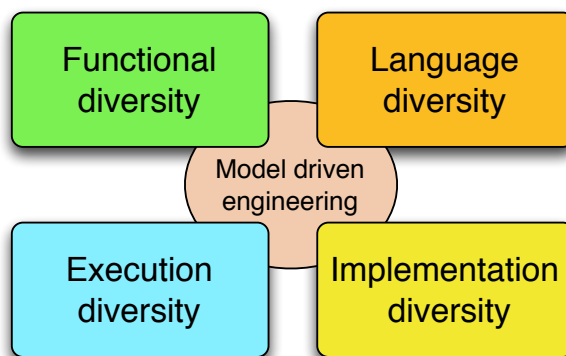 Functional
diversity
Language
diversity
Model driven
engineering
Execution
diversity
Implementation
diversity